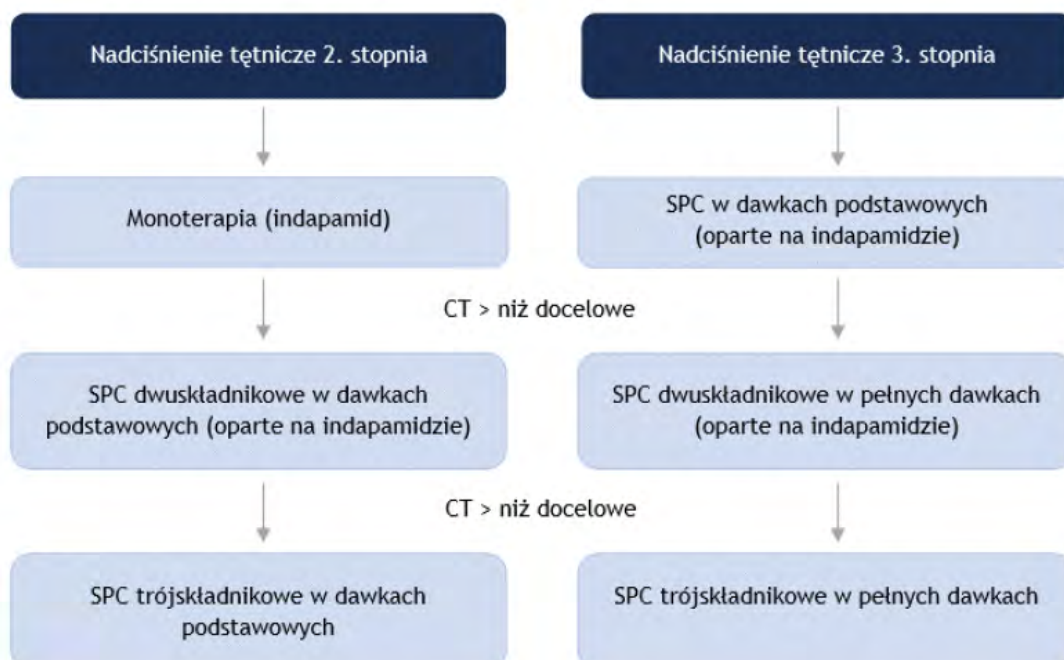 Nadciśnienie tętnicze 2. stopnia
Nadciśnienie tętnicze 3. stopnia
Monoterapia (indapamid)
SPC w dawkach podstawowych
(oparte na indapamidzie)
CT > niż docelowe
SPC dwuskładnikowe w dawkach
podstawowych (oparte na indapamidzie)
SPC dwuskładnikowe w pełnych dawkach
(oparte na indapamidzie)
CT > niż docelowe
SPC trójskładnikowe w dawkach
podstawowych
SPC trójskładnikowe w pełnych dawkach